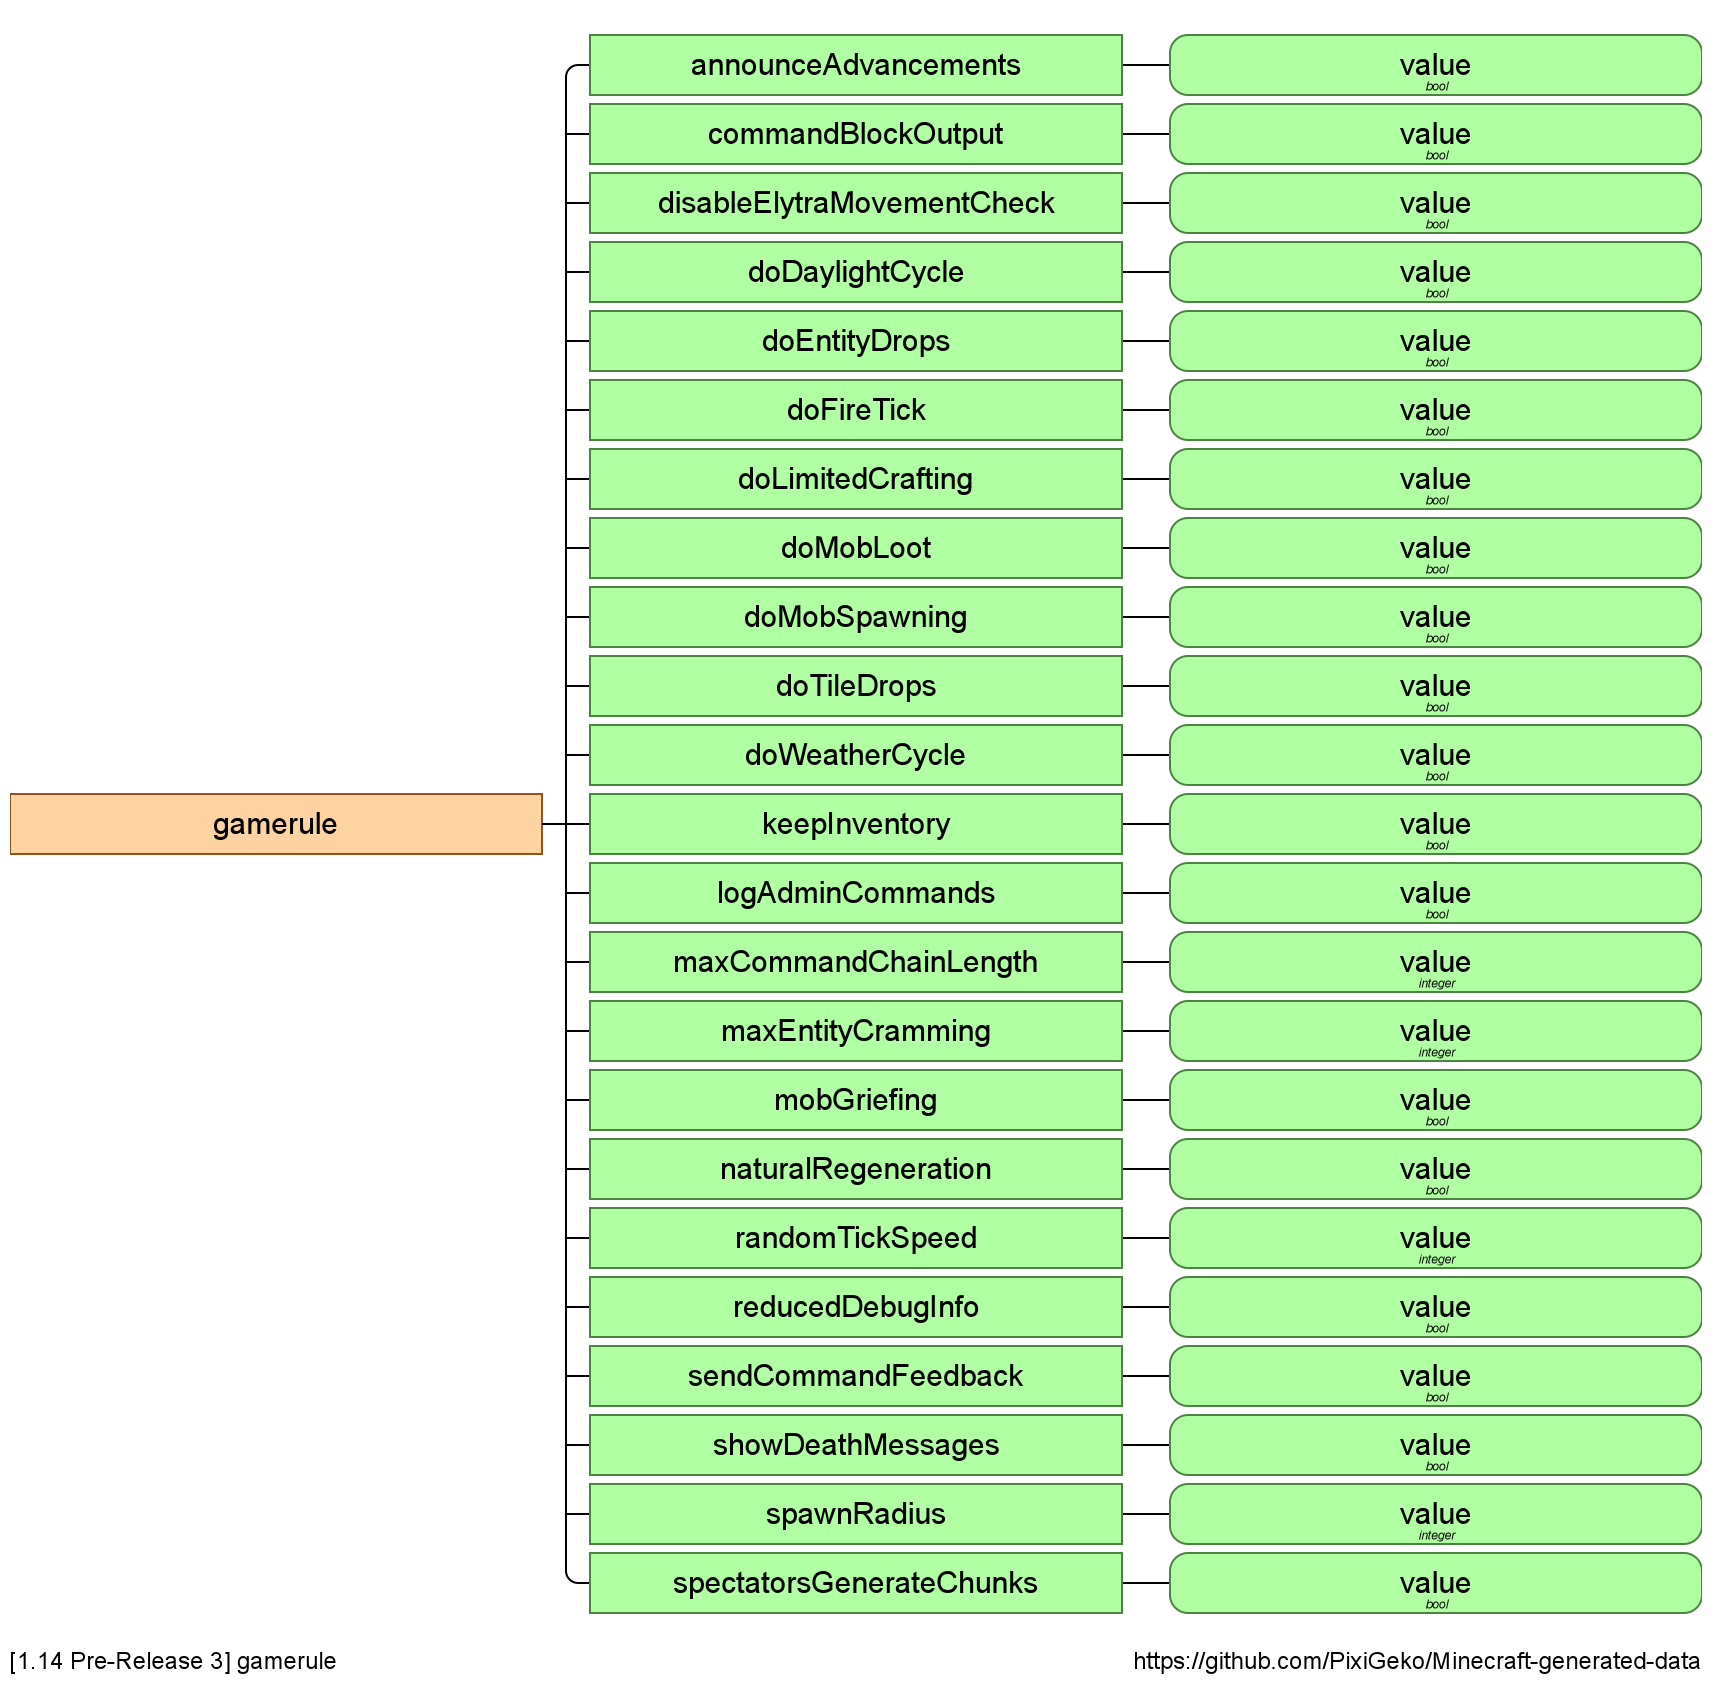 announceAdvancements
value
bool
commandBlockOutput
value
bool
disableElytraMovementCheck
value
bool
doDaylightCycle
value
bool
doEntityDrops
value
bool
doFireTick
value
bool
doLimitedCrafting
value
bool
doMobLoot
value
bool
doMobSpawning
value
bool
doTileDrops
value
bool
doWeatherCycle
value
bool
gamerule
keepInventory
value
bool
logAdminCommands
value
bool
maxCommandChainLength
value
integer
maxEntityCramming
value
integer
mobGriefing
value
bool
naturalRegeneration
value
bool
randomTickSpeed
value
integer
reducedDebugInfo
value
bool
sendCommandFeedback
value
bool
showDeathMessages
value
bool
spawnRadius
value
integer
spectatorsGenerateChunks
value
bool
[1.14 Pre-Release 3] gamerule
https://github.com/PixiGeko/Minecraft-generated-data